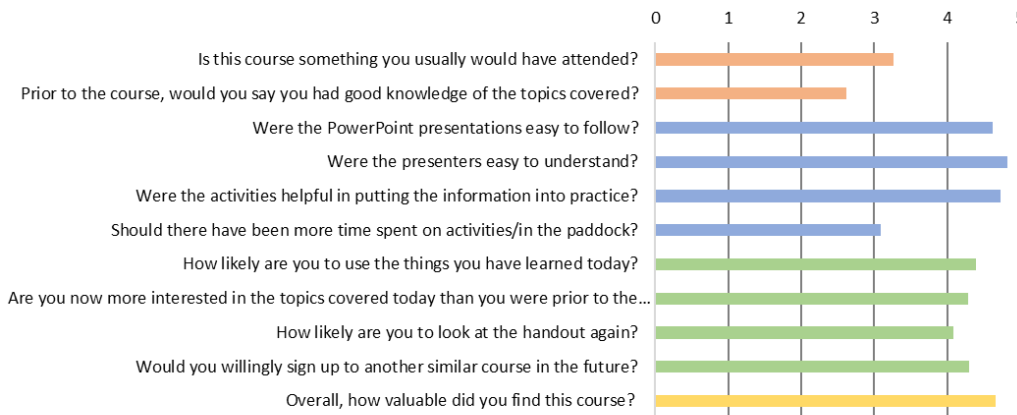 0 1 2 3 4 5
Is this course something you usually would have attended?
Prior to the course, would you say you had good knowledge of the topics covered?
Were the PowerPoint presentations easy to follow?
Were the presenters easy to understand?
Were the activities helpful in putting the information into practice?
Should there have been more time spent on activities/in the paddock?
How likely are you to use the things you have learned today?
Are you now more interested in the topics covered today than you were prior to the...
How likely are you to look at the handout again?
Would you willingly sign up to another similar course in the future?
Overall, how valuable did you find this course?